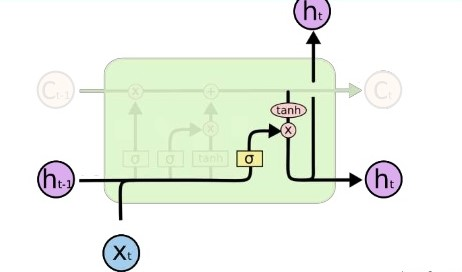 hₜ
Cₜ₋₁ x + Cₜ
tanh
x x
σ σ tanh σ
hₜ₋₁ hₜ
xₜ